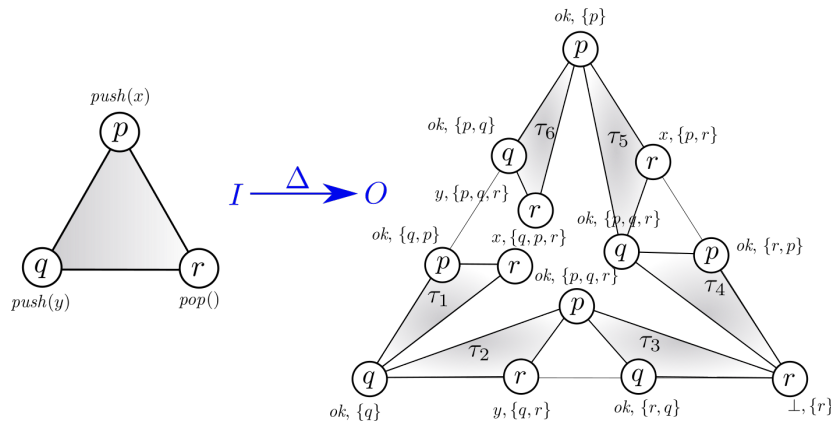 push(x)
p
q
r
push(y)
pop()
I
Δ
O
ok, {p}
p
ok, {p, q}
q
τ6
τ5
x, {p, r}
r
y, {p, q, r}
r
ok, {p, q, r}
q
ok, {q, p}
p
x, {q, p, r}
r
τ1
p
ok, {r, p}
τ4
ok, {p, q, r}
p
τ2
τ3
q
ok, {q}
r
y, {q, r}
q
ok, {r, q}
r
⊥, {r}